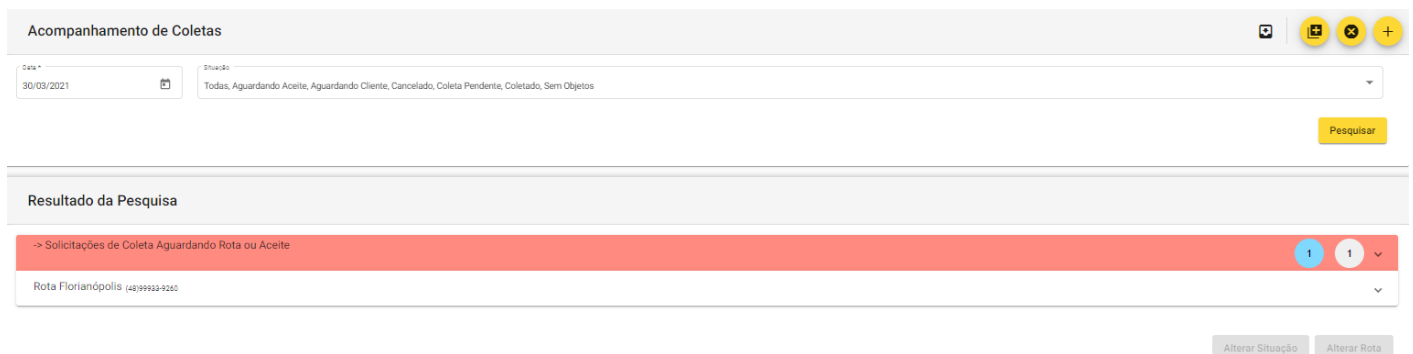 Acompanhamento de Coletas
Data *
30/03/2021
Situação
Todas, Aguardando Aceite, Aguardando Cliente, Cancelado, Coleta Pendente, Coletado, Sem Objetos
Pesquisar
Resultado da Pesquisa
-> Solicitações de Coleta Aguardando Rota ou Aceite 1 1
Rota Florianópolis (48)99933-9260
Alterar Situação Alterar Rota